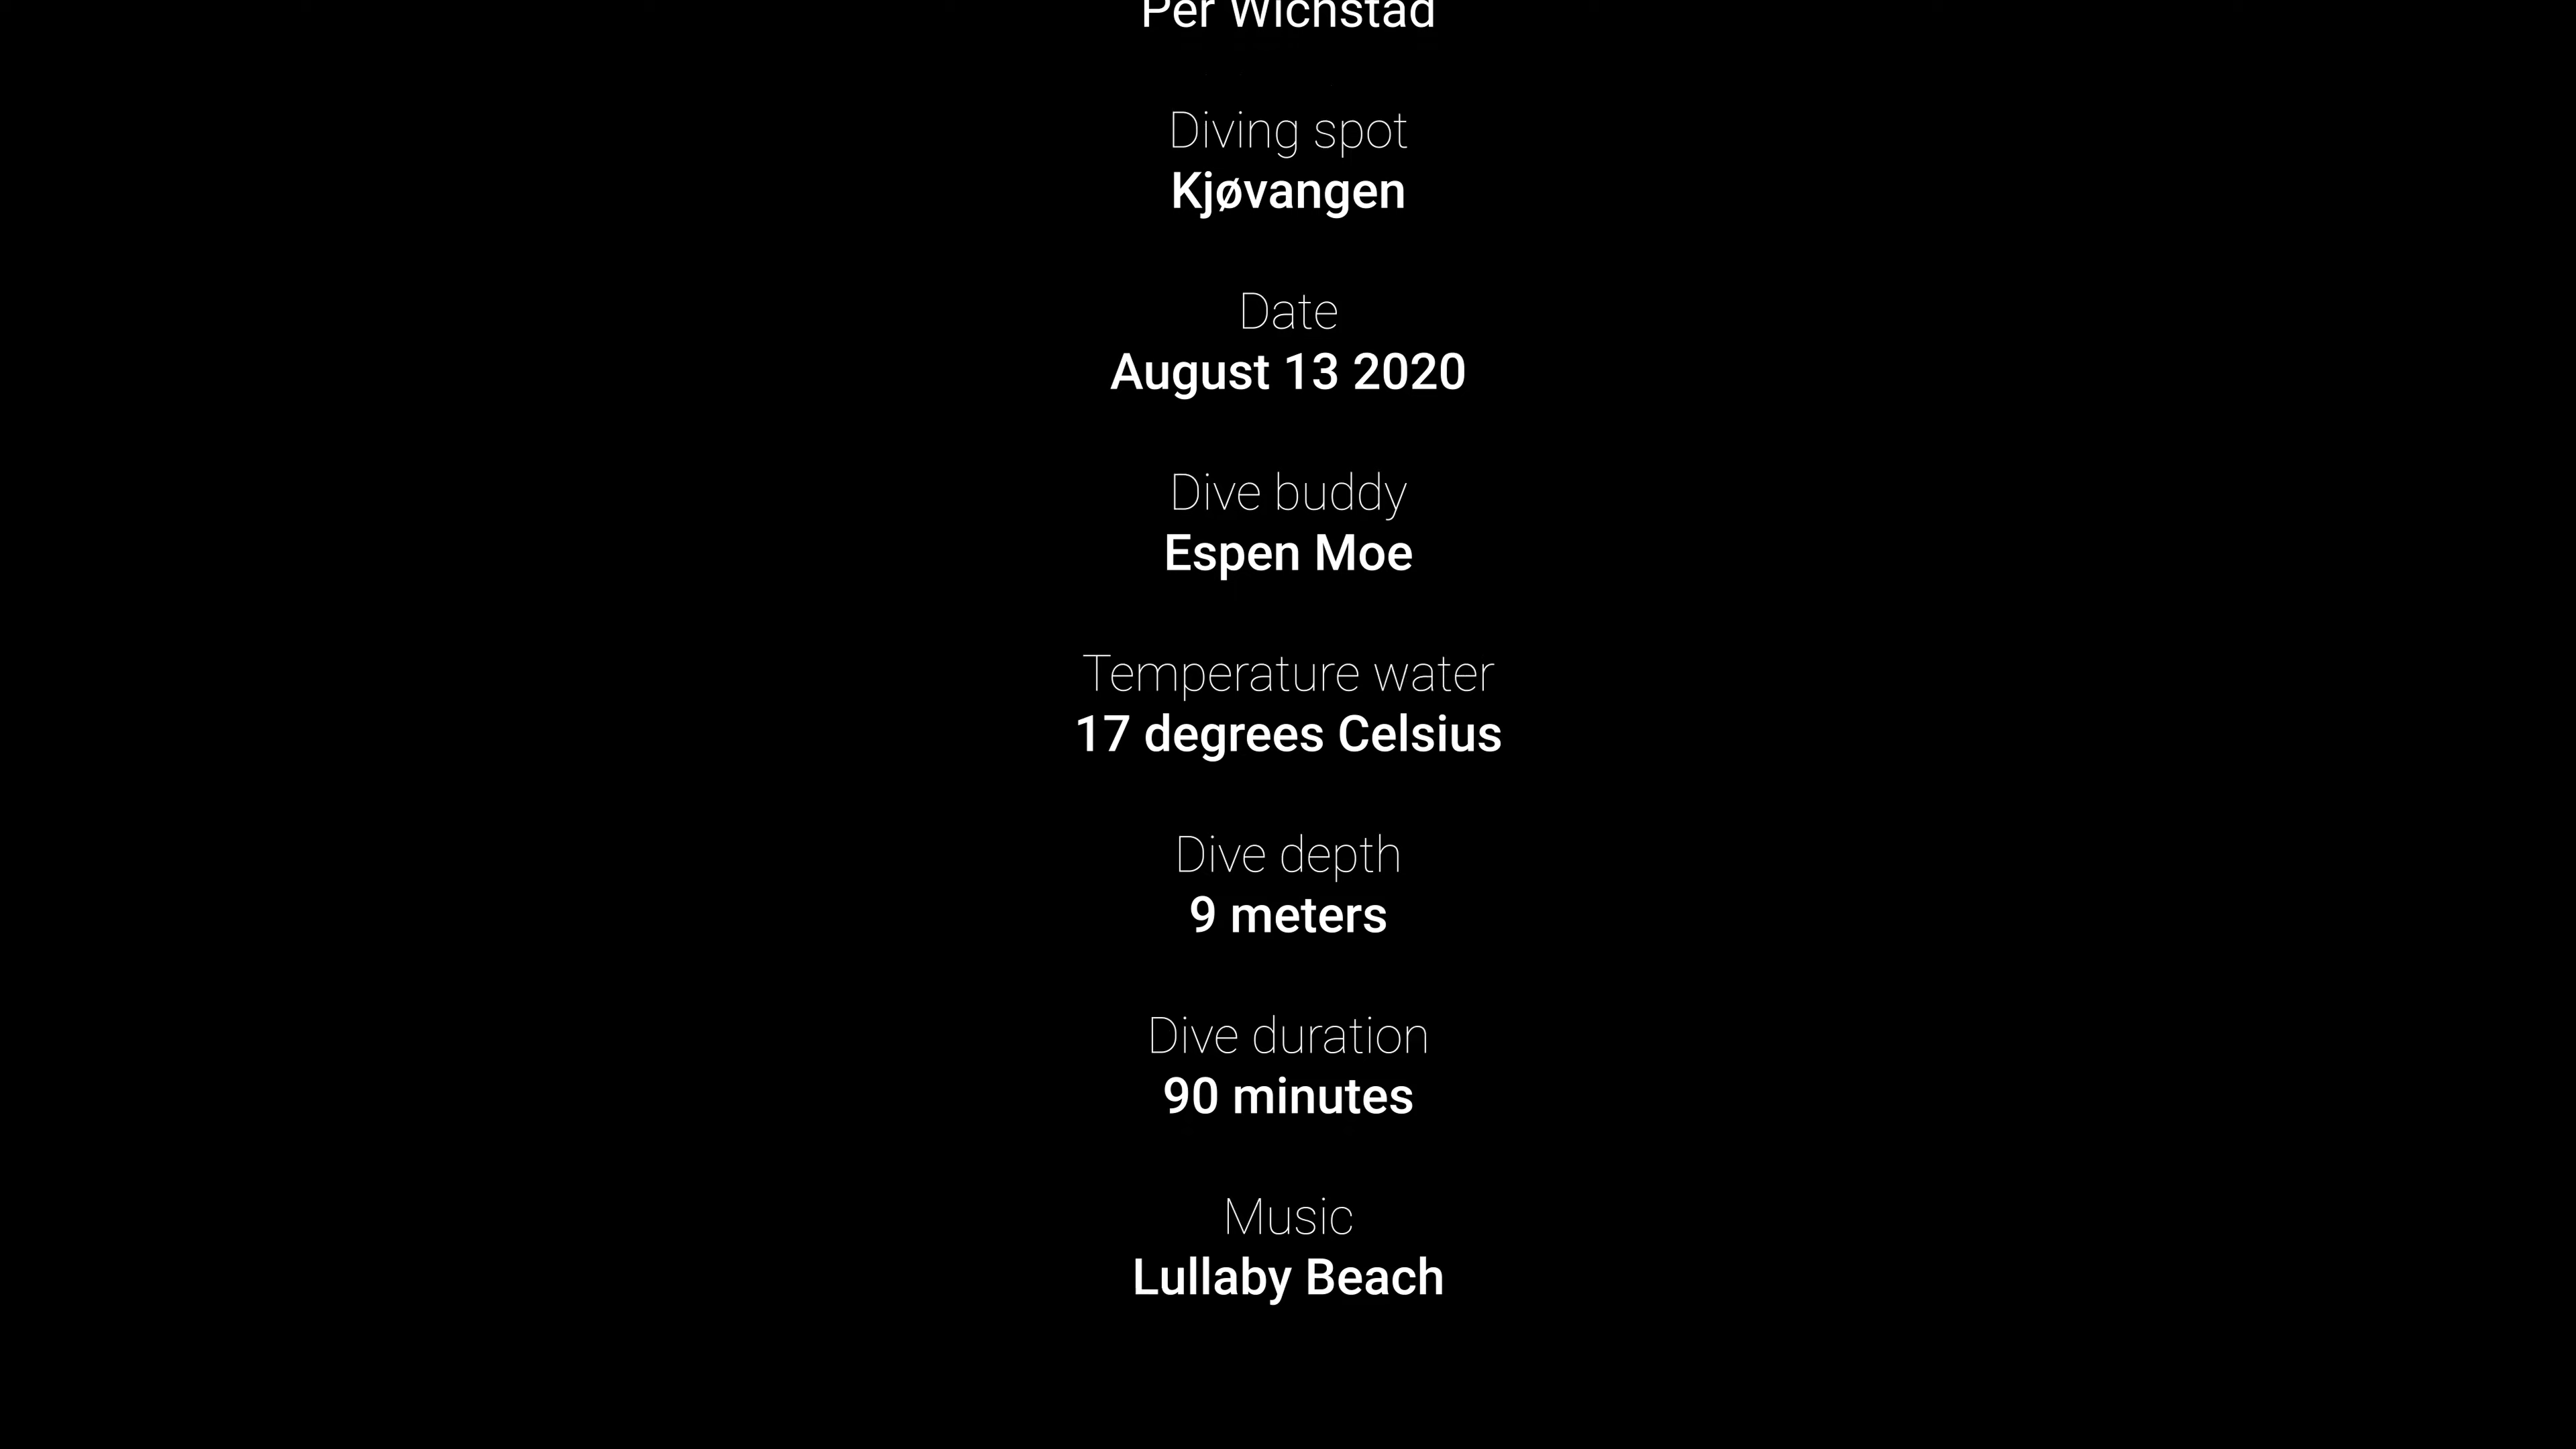 Per Wichstad
Diving spot
Kjøvangen
Date
August 13 2020
Dive buddy
Espen Moe
Temperature water
17 degrees Celsius
Dive depth
9 meters
Dive duration
90 minutes
Music
Lullaby Beach